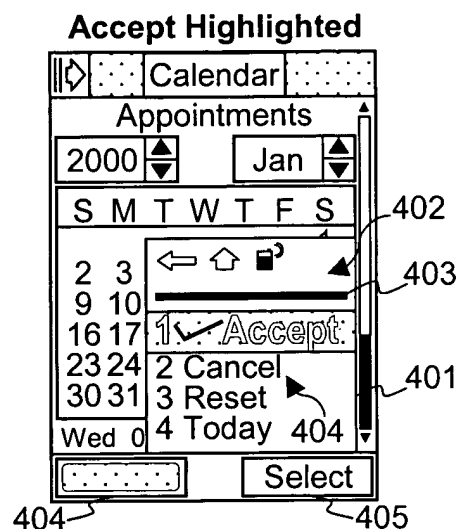 Accept Highlighted
Calendar
Appointments
2000 Jan
S M T W T F S
402
2 3
403
9 10
16 17 1 Accept
23 24 2 Cancel
401
30 31 3 Reset
Wed 0 4 Today 404
Select
404 405